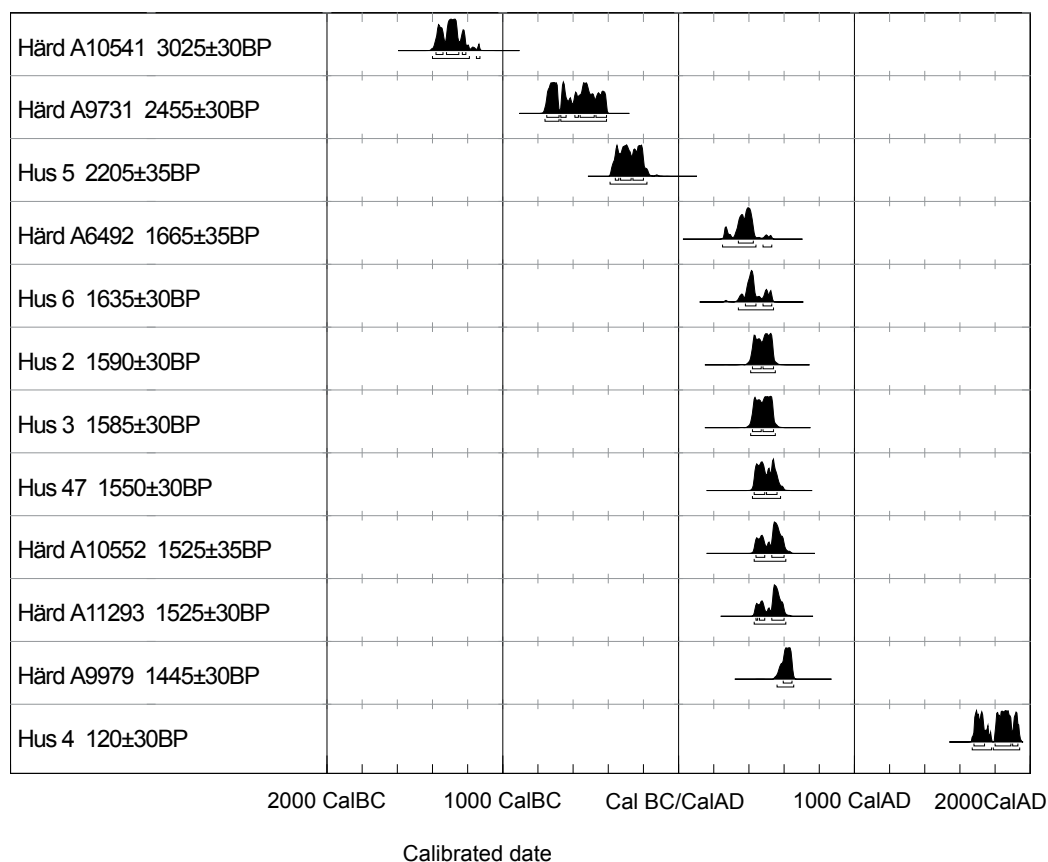 Härd A10541 3025±30BP
Härd A9731 2455±30BP
Hus 5 2205±35BP
Härd A6492 1665±35BP
Hus 6 1635±30BP
Hus 2 1590±30BP
Hus 3 1585±30BP
Hus 47 1550±30BP
Härd A10552 1525±35BP
Härd A11293 1525±30BP
Härd A9979 1445±30BP
Hus 4 120±30BP
2000 CalBC 1000 CalBC Cal BC/CalAD 1000 CalAD 2000CalAD
Calibrated date